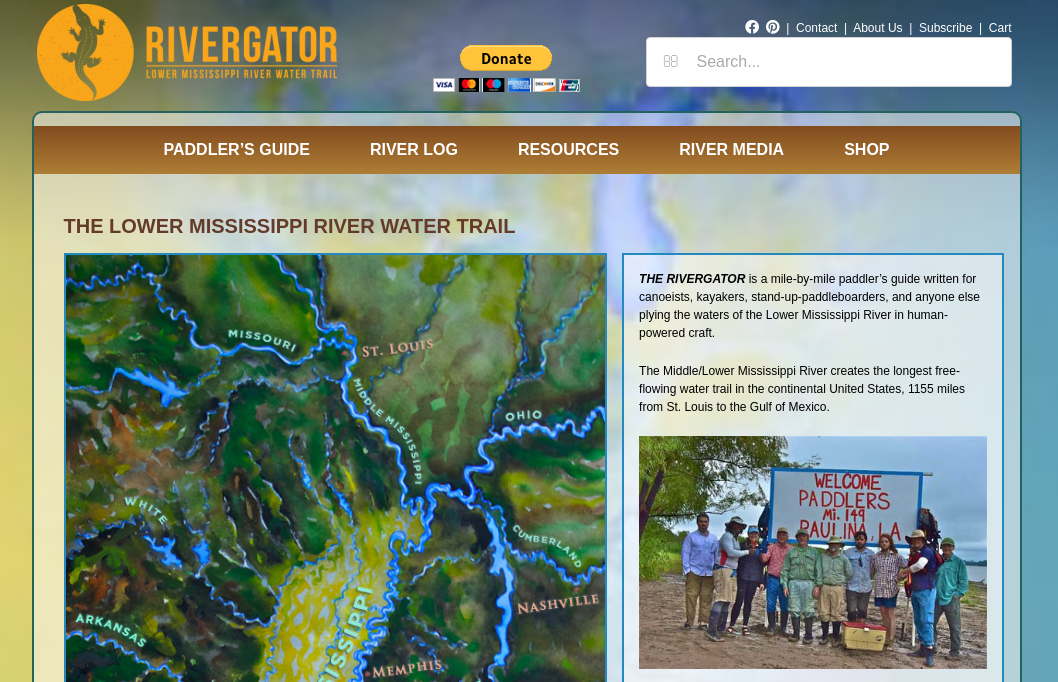 RIVERGATOR
LOWER MISSISSIPPI RIVER WATER TRAIL
Donate
VISA
DISCOVER
| Contact | About Us | Subscribe | Cart
Search...
PADDLER’S GUIDE RIVER LOG RESOURCES RIVER MEDIA SHOP
THE LOWER MISSISSIPPI RIVER WATER TRAIL
MISSOURI
ST. LOUIS
MIDDLE MISSISSIPPI
OHIO
WHITE
CUMBERLAND
NASHVILLE
ARKANSAS
SSIPPI
MEMPHIS
THE RIVERGATOR is a mile-by-mile paddler’s guide written for
canoeists, kayakers, stand-up-paddleboarders, and anyone else
plying the waters of the Lower Mississippi River in human-
powered craft.
The Middle/Lower Mississippi River creates the longest free-
flowing water trail in the continental United States, 1155 miles
from St. Louis to the Gulf of Mexico.
WELCOME
PADDLERS
Mi. 149
PAULINA, LA